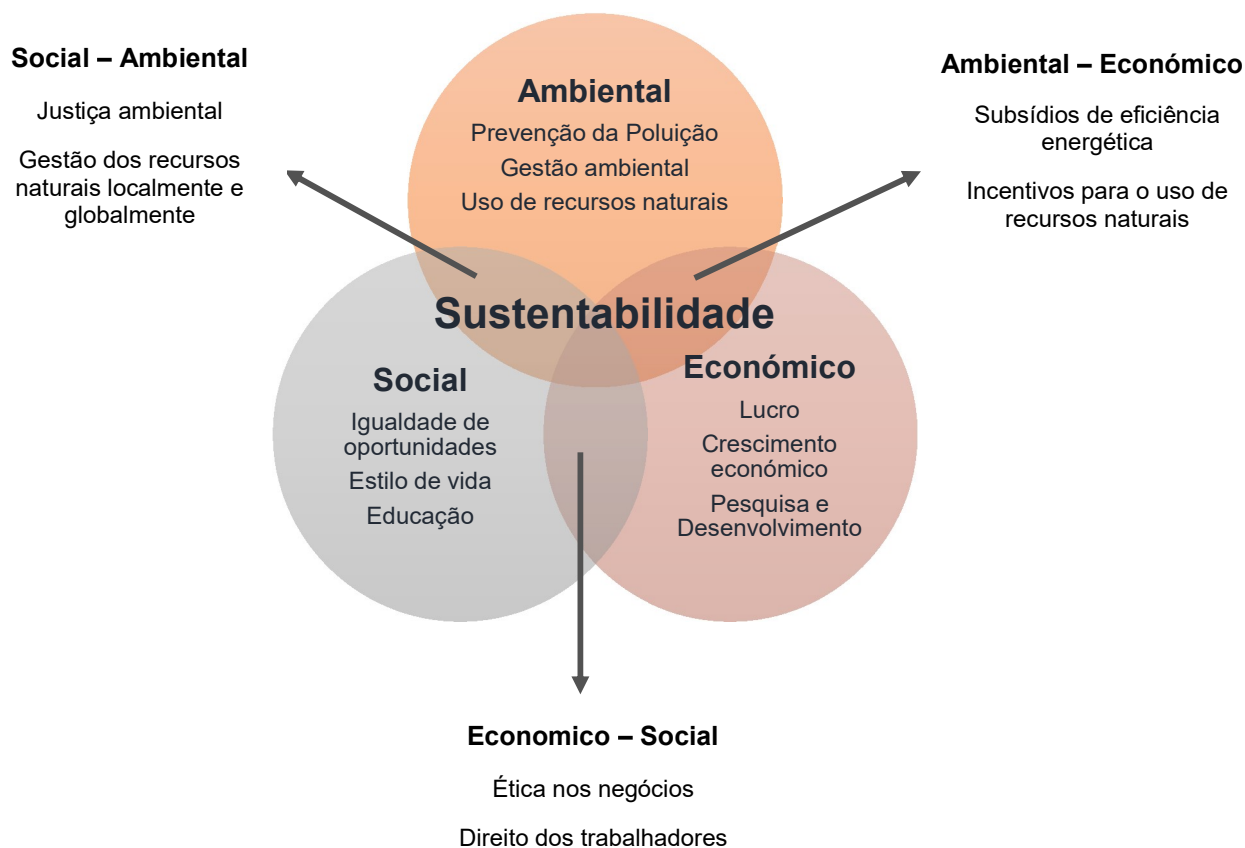 Social – Ambiental
Justiça ambiental
Gestão dos recursos
naturais localmente e
globalmente
Ambiental
Prevenção da Poluição
Gestão ambiental
Uso de recursos naturais
Ambiental – Económico
Subsídios de eficiência
energética
Incentivos para o uso de
recursos naturais
Sustentabilidade
Social
Igualdade de
oportunidades
Estilo de vida
Educação
Económico
Lucro
Crescimento
económico
Pesquisa e
Desenvolvimento
Economico – Social
Ética nos negócios
Direito dos trabalhadores